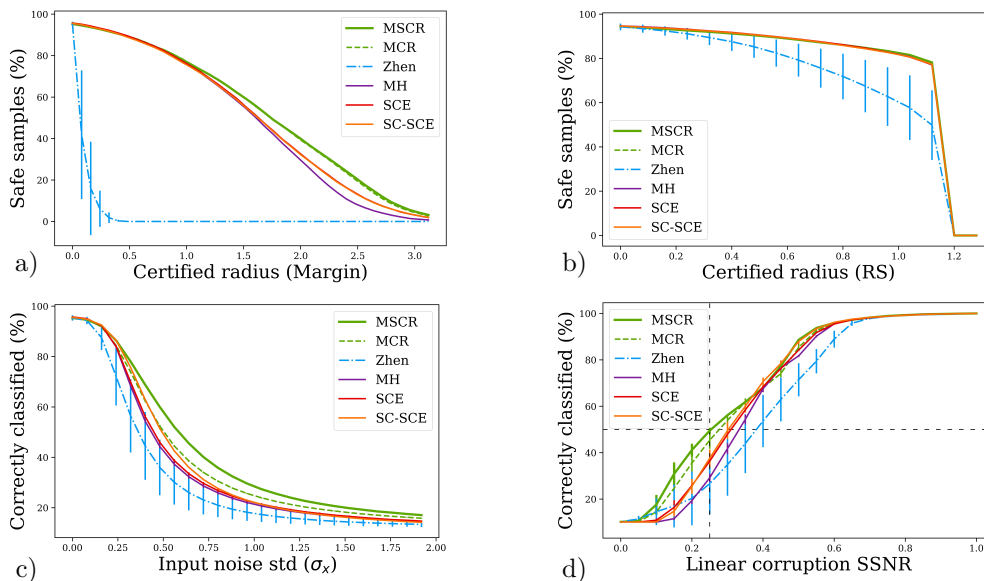 100
80
60
40
20
0
Safe samples (%)
MSCR
MCR
Zhen
MH
SCE
SC-SCE
0.0 0.5 1.0 1.5 2.0 2.5 3.0
Certified radius (Margin)
a)
100
80
60
40
20
0
Safe samples (%)
MSCR
MCR
Zhen
MH
SCE
SC-SCE
0.0 0.2 0.4 0.6 0.8 1.0 1.2
Certified radius (RS)
b)
100
80
60
40
20
Correctly classified (%)
MSCR
MCR
Zhen
MH
SCE
SC-SCE
0.00 0.25 0.50 0.75 1.00 1.25 1.50 1.75 2.00
Input noise std (σx)
c)
100
80
60
40
20
Correctly classified (%)
MSCR
MCR
Zhen
MH
SCE
SC-SCE
0.0 0.2 0.4 0.6 0.8 1.0
Linear corruption SSNR
d)